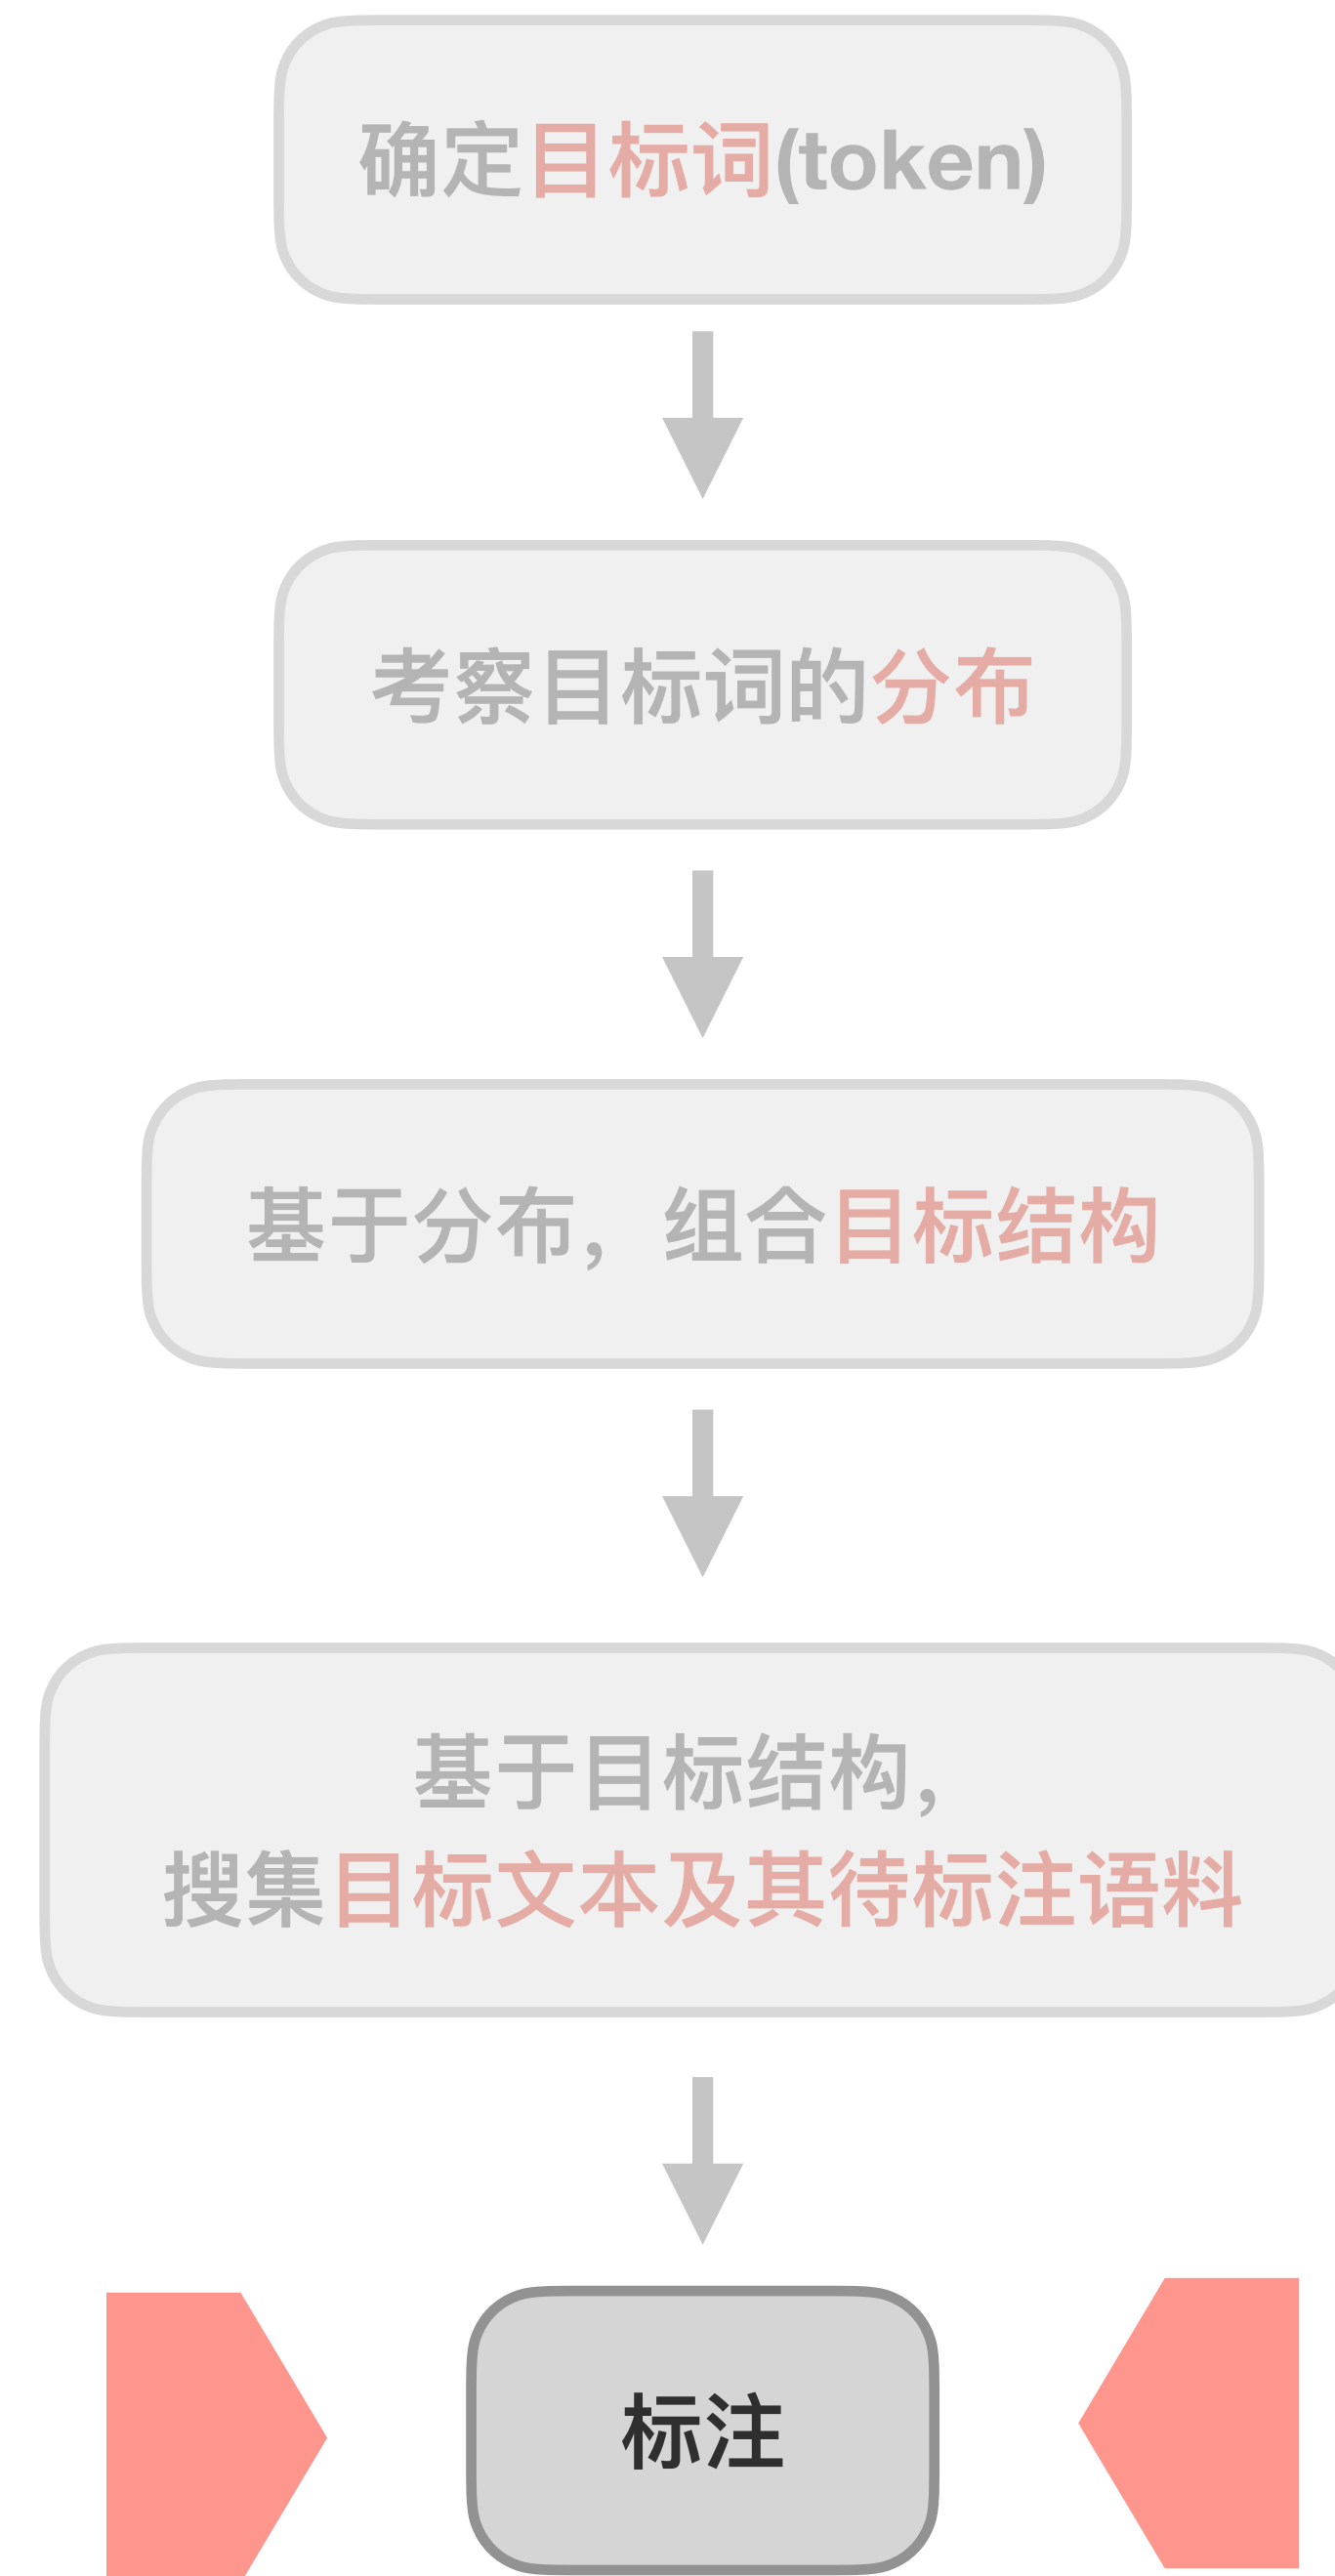 确定目标词(token)
考察目标词的分布
基于分布，组合目标结构
基于目标结构，
搜集目标文本及其待标注语料
标注